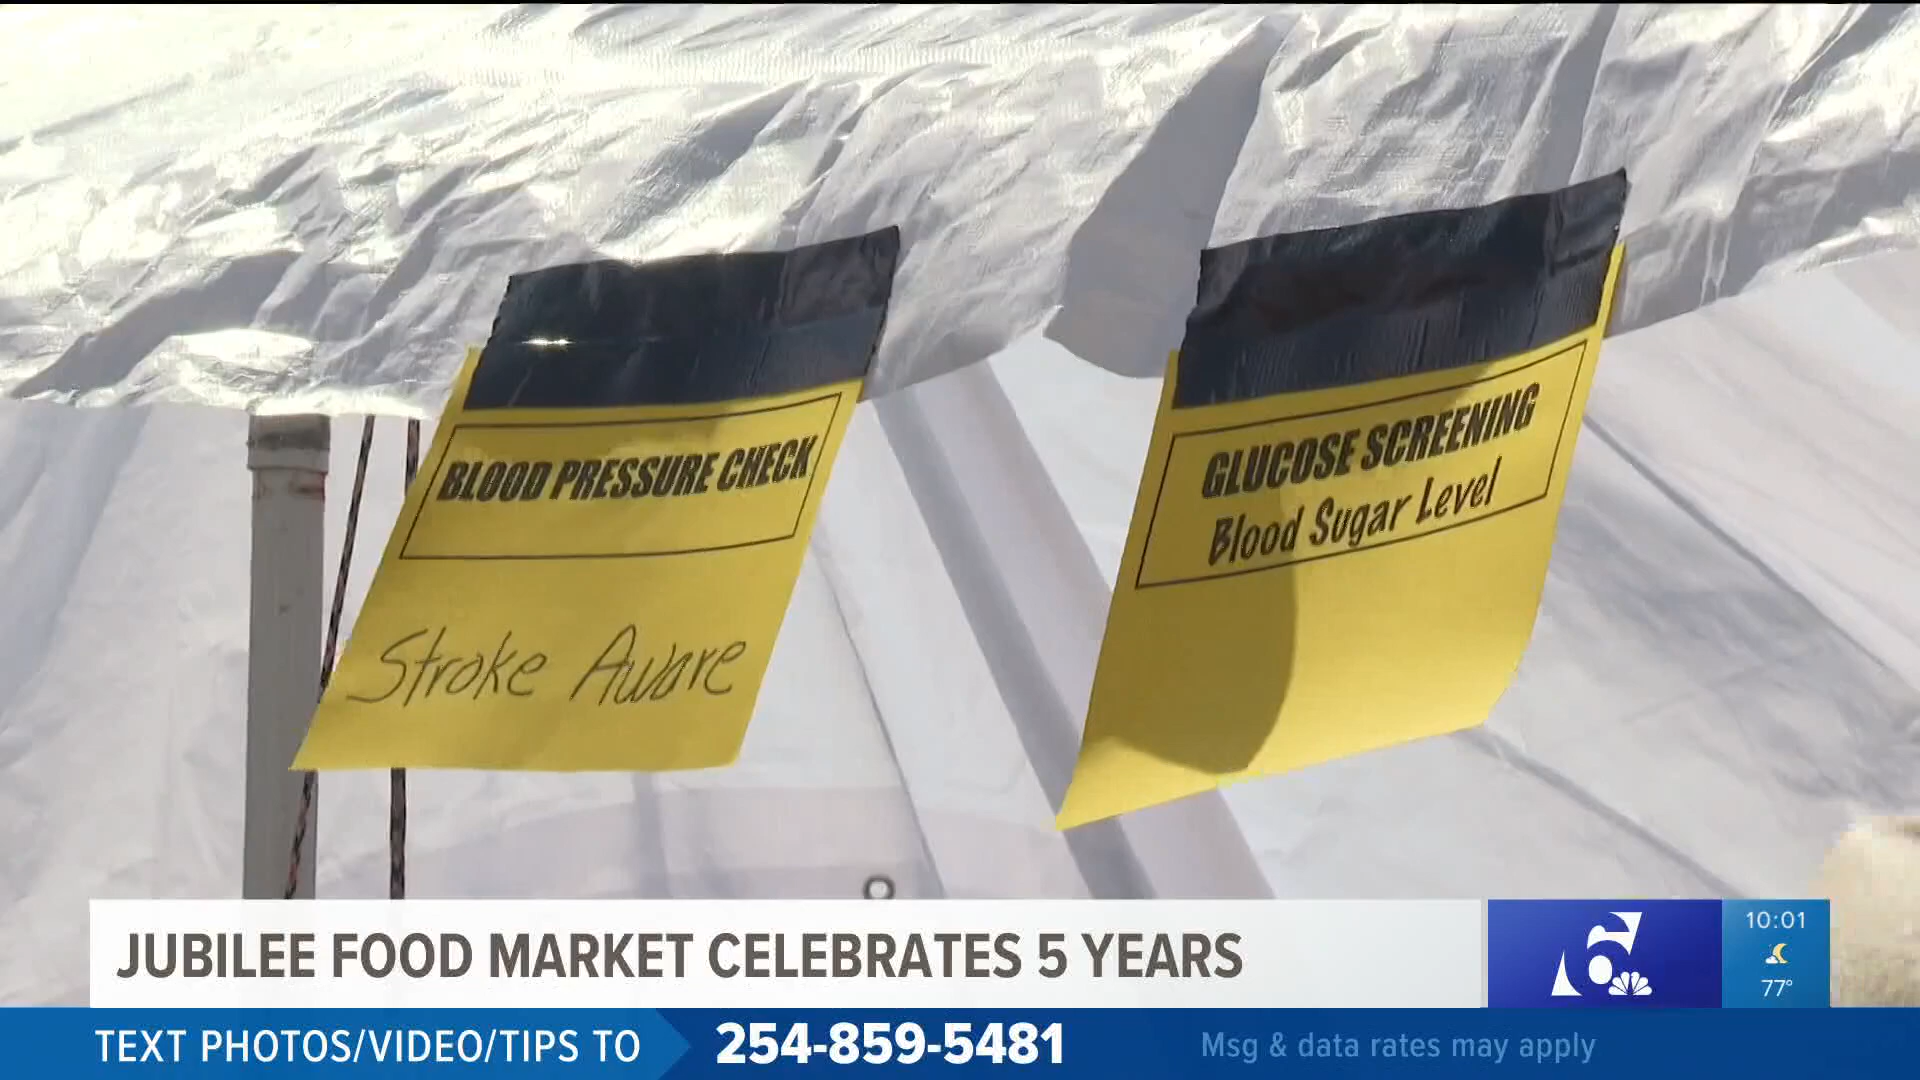 BLOOD PRESSURE CHECK
Stroke Aware
GLUCOSE SCREENING
Blood Sugar Level
JUBILEE FOOD MARKET CELEBRATES 5 YEARS
6
10:01
77°
TEXT PHOTOS/VIDEO/TIPS TO 254-859-5481 Msg & data rates may apply